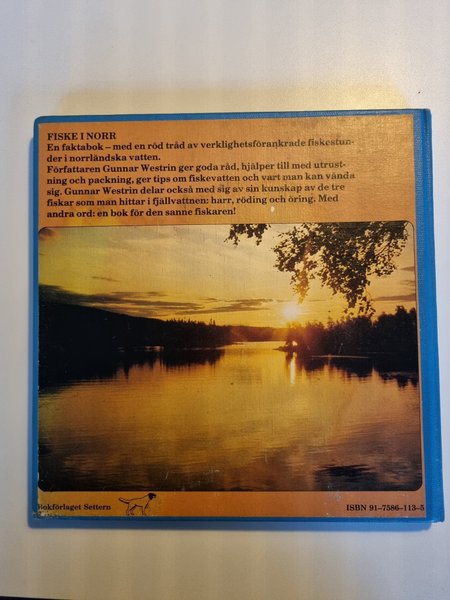 FISKE I NORR
En faktabok – med en röd tråd av verklighetsförankrade fiskestun-
der i norrländska vatten.
Författaren Gunnar Westrin ger goda råd, hjälper till med utrust-
ning och packning, ger tips om fiskevatten och vart man kan vända
sig. Gunnar Westrin delar också med sig av sin kunskap av de tre
fiskar som man hittar i fjällvattnen: harr, röding och öring. Med
andra ord: en bok för den sanne fiskaren!
Bokförlaget Settern
ISBN 91–7586–113–5